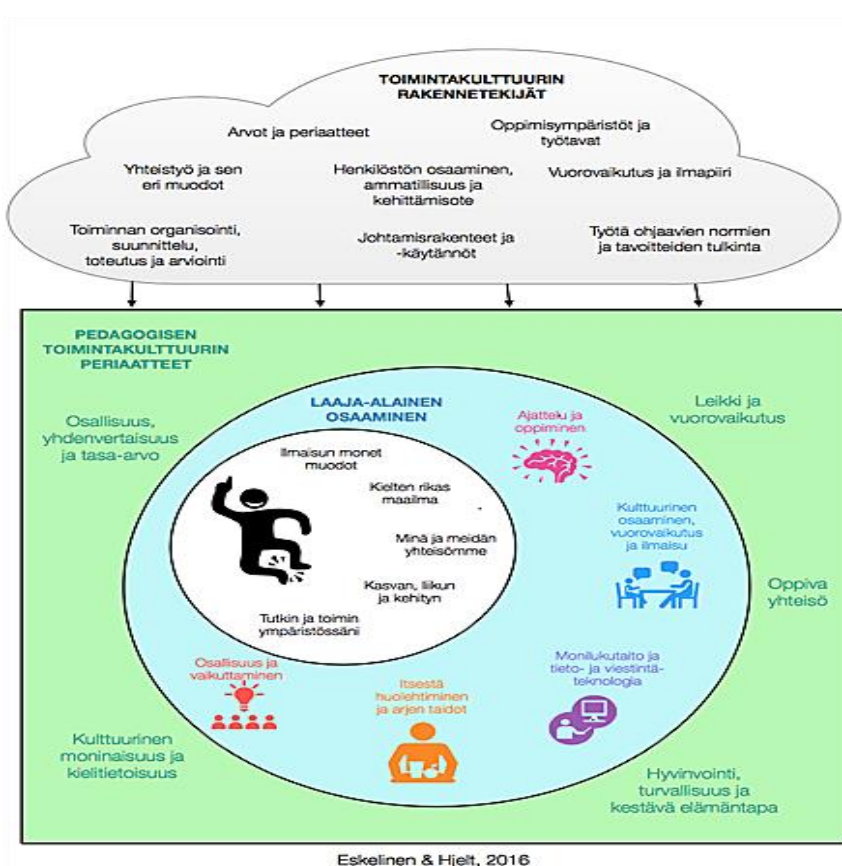 TOIMINTAKULTTUURIN
RAKENNETEKIJÄT
Arvot ja periaatteet
Oppimisympäristöt ja
työtavat
Yhteistyö ja sen
eri muodot
Henkilöstön osaaminen,
ammatillisuus ja
kehittämisote
Vuorovaikutus ja ilmapiiri
Toiminnan organisointi,
suunnittelu,
toteutus ja arviointi
Johtamisrakenteet ja
-käytännöt
Työtä ohjaavien normien
ja tavoitteiden tulkinta
PEDAGOGISEN
TOIMINTAKULTTUURIN
PERIAATTEET
Osallisuus,
yhdenvertaisuus
ja tasa-arvo
LAAJA-ALAINEN
OSAAMINEN
Ajattelu ja
oppiminen
Leikki ja
vuorovaikutus
Ilmaisun monet
muodot
Kielten rikas
maailma
Minä ja meidän
yhteisömme
Kasvan, liikun
ja kehityn
Tutkin ja toimin
ympäristössäni
Kulttuurinen
osaaminen,
vuorovaikutus
ja ilmaisu
Oppiva
yhteisö
Osallisuus ja
vaikuttaminen
Itsestä
huolehtiminen
ja arjen taidot
Monilukutaito ja
tieto- ja viestintä-
teknologia
Kulttuurinen
moninaisuus ja
kielitietoisuus
Hyvinvointi,
turvallisuus ja
kestävä elämäntapa
Eskelinen & Hjelt, 2016